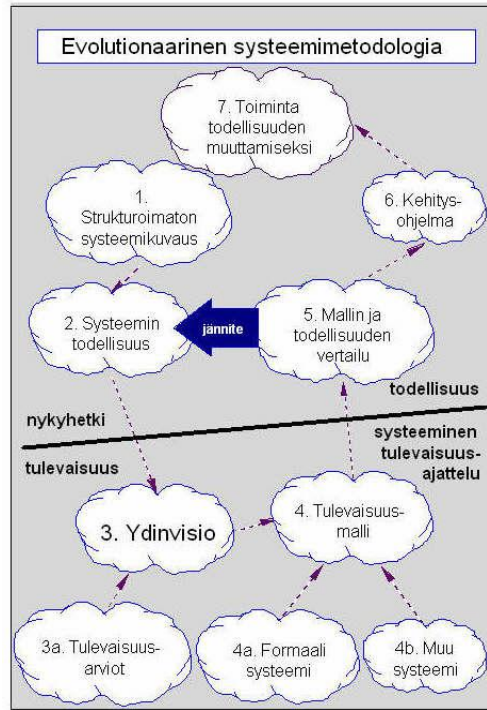 Evolutionaarinen systeemimetodologia
7. Toiminta
todellisuuden
muuttamiseksi
1.
Strukturoimaton
systeemikuvaus
6. Kehitys-
ohjelma
2. Systeemin
todellisuus
jännite
5. Mallin ja
todellisuuden
vertailu
todellisuus
nykyhetki
systeeminen
tulevaisuus-
ajattelu
tulevaisuus
3. Ydinvisio
4. Tulevaisuus-
malli
3a. Tulevaisuus-
arviot
4a. Formaali
systeemi
4b. Muu
systeemi